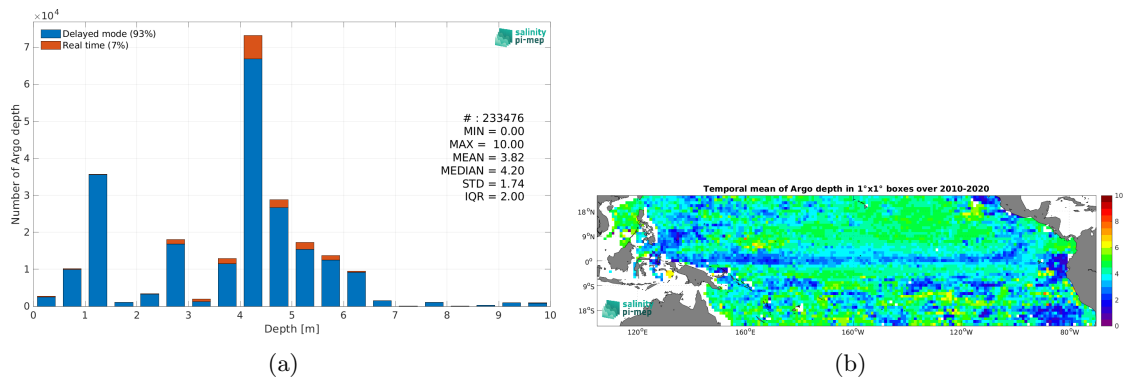 ×10⁴
Delayed mode (93%)
Real time (7%)
salinity
pi-mep
7
6
5
4
3
2
1
0
Number of Argo depth
# : 233476
MIN = 0.00
MAX = 10.00
MEAN = 3.82
MEDIAN = 4.20
STD = 1.74
IQR = 2.00
0 1 2 3 4 5 6 7 8 9 10
Depth [m]
(a)
Temporal mean of Argo depth in 1°x1° boxes over 2010-2020
18°N
9°N
0°
9°S
18°S
salinity
pi-mep
120°E 160°E 160°W 120°W 80°W
10
8
6
4
2
0
(b)